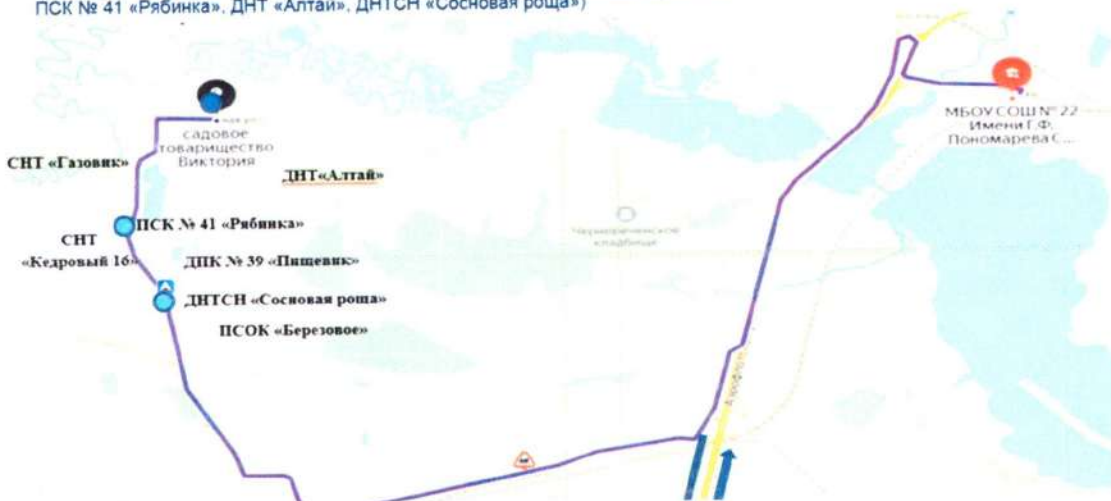 ПСК № 41 «Рябинка». ДНТ «Алтай». ДНТСН «Сосновая роща»)
МБОУ СОШ № 22
Имени Г.Ф.
Пономарева С...
садовое
товарищество
Виктория
СНТ «Газовик»
ДНТ«Алтай»
ПСК № 41 «Рябинка»
Чернореченское
кладбище
СНТ
«Кедровый 16»
ДПК № 39 «Пищевик»
ДНТСН «Сосновая роща»
ПСОК «Березовое»